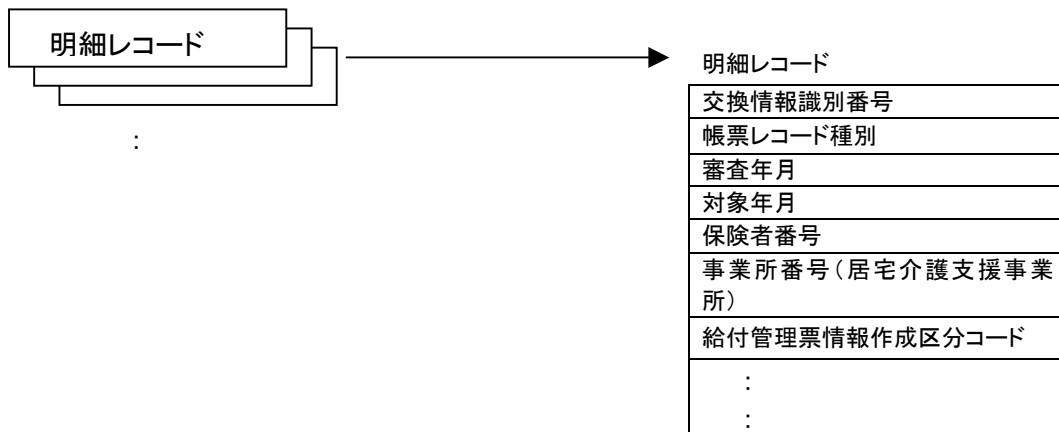 明細レコード
:
明細レコード
交換情報識別番号
帳票レコード種別
審査年月
対象年月
保険者番号
事業所番号（居宅介護支援事業
所）
給付管理票情報作成区分コード
:
: